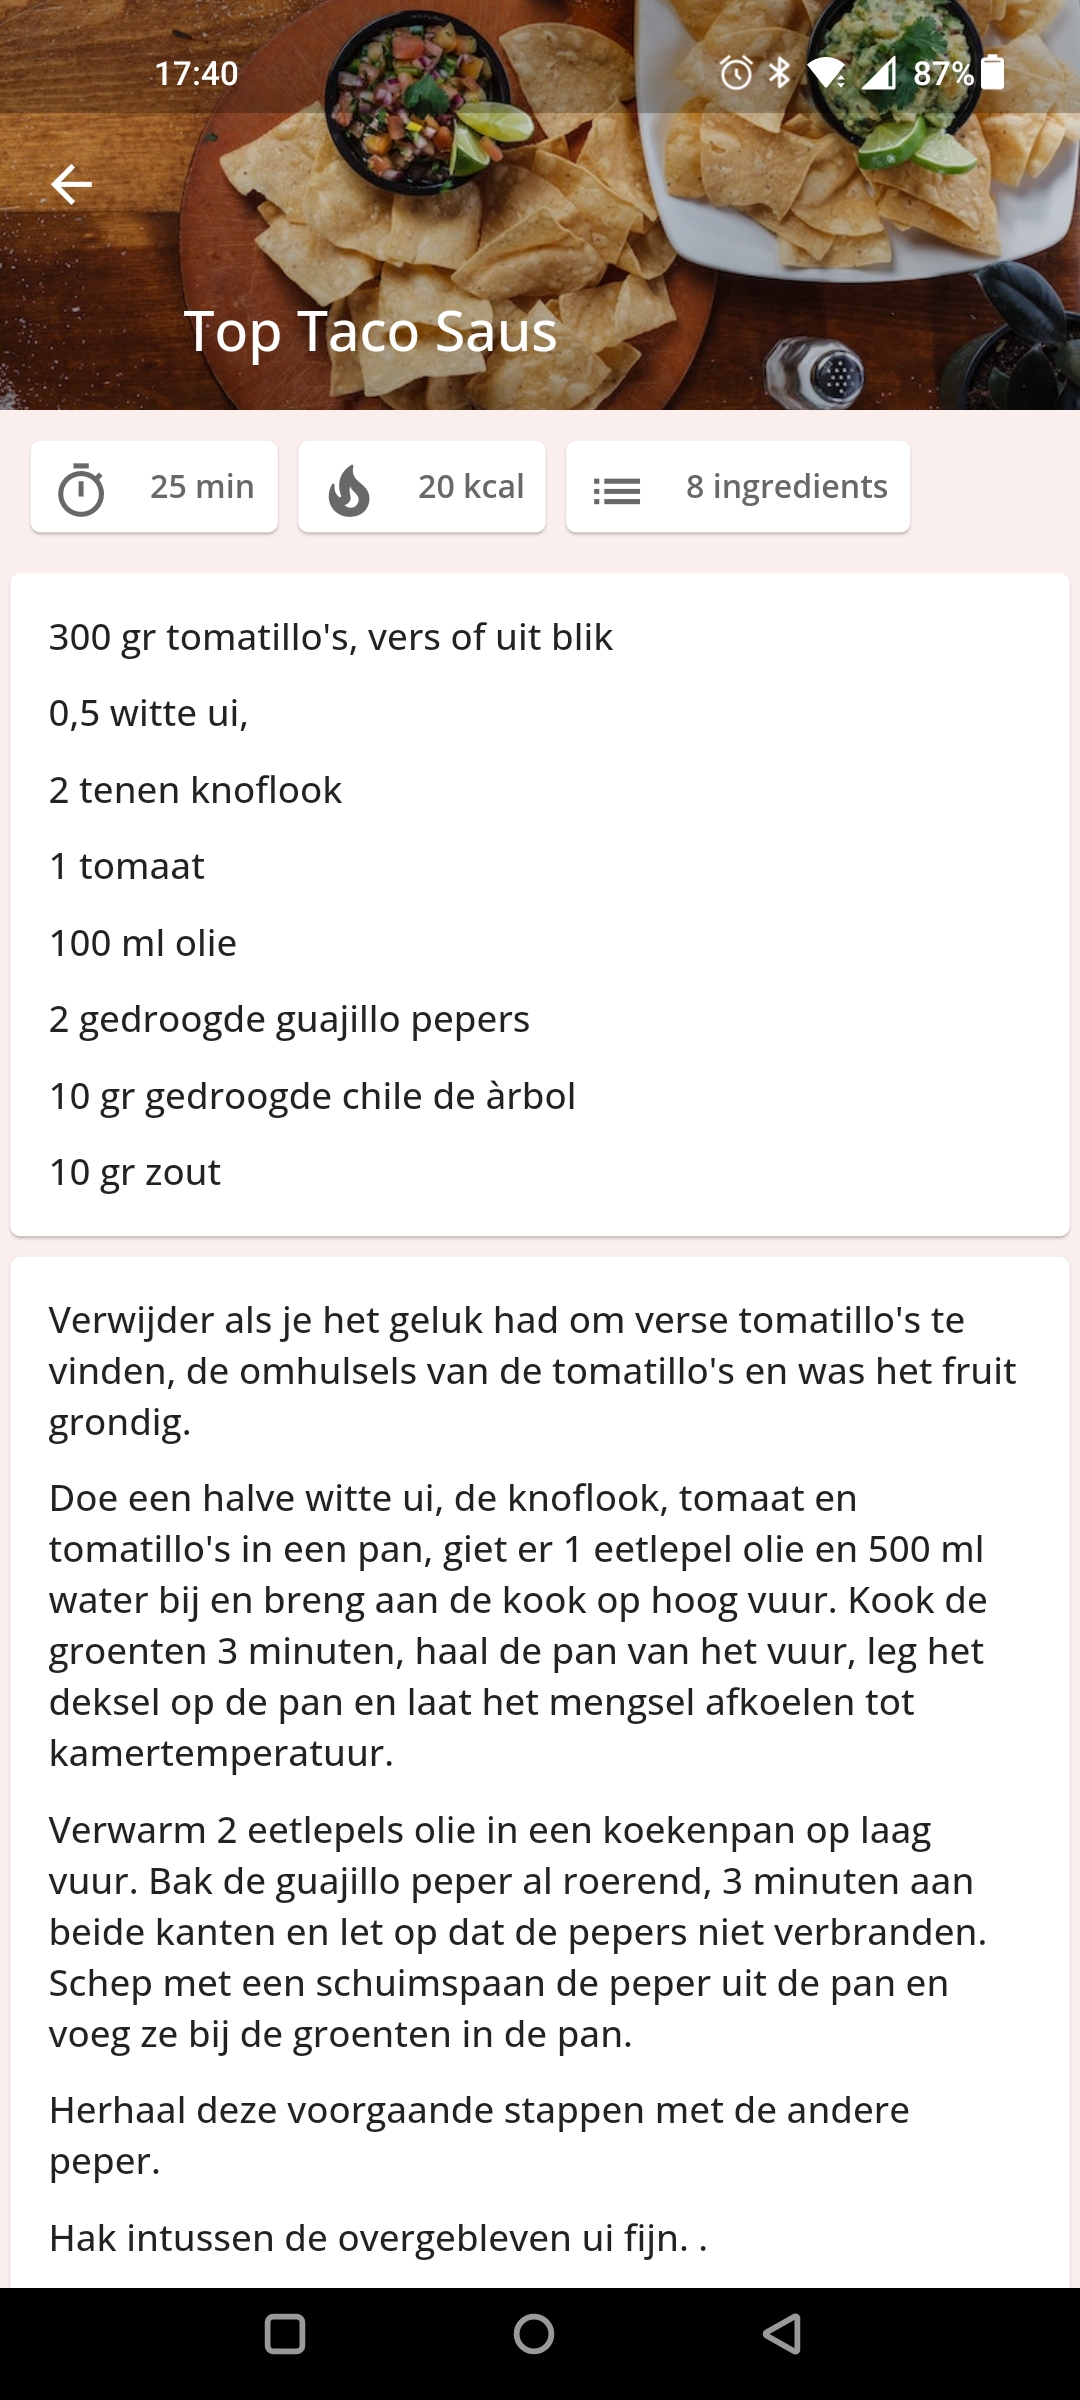 17:40
87%
Top Taco Saus
25 min
20 kcal
8 ingredients
300 gr tomatillo's, vers of uit blik
0,5 witte ui,
2 tenen knoflook
1 tomaat
100 ml olie
2 gedroogde guajillo pepers
10 gr gedroogde chile de àrbol
10 gr zout
Verwijder als je het geluk had om verse tomatillo's te
vinden, de omhulsels van de tomatillo's en was het fruit
grondig.
Doe een halve witte ui, de knoflook, tomaat en
tomatillo's in een pan, giet er 1 eetlepel olie en 500 ml
water bij en breng aan de kook op hoog vuur. Kook de
groenten 3 minuten, haal de pan van het vuur, leg het
deksel op de pan en laat het mengsel afkoelen tot
kamertemperatuur.
Verwarm 2 eetlepels olie in een koekenpan op laag
vuur. Bak de guajillo peper al roerend, 3 minuten aan
beide kanten en let op dat de pepers niet verbranden.
Schep met een schuimspaan de peper uit de pan en
voeg ze bij de groenten in de pan.
Herhaal deze voorgaande stappen met de andere
peper.
Hak intussen de overgebleven ui fijn. .